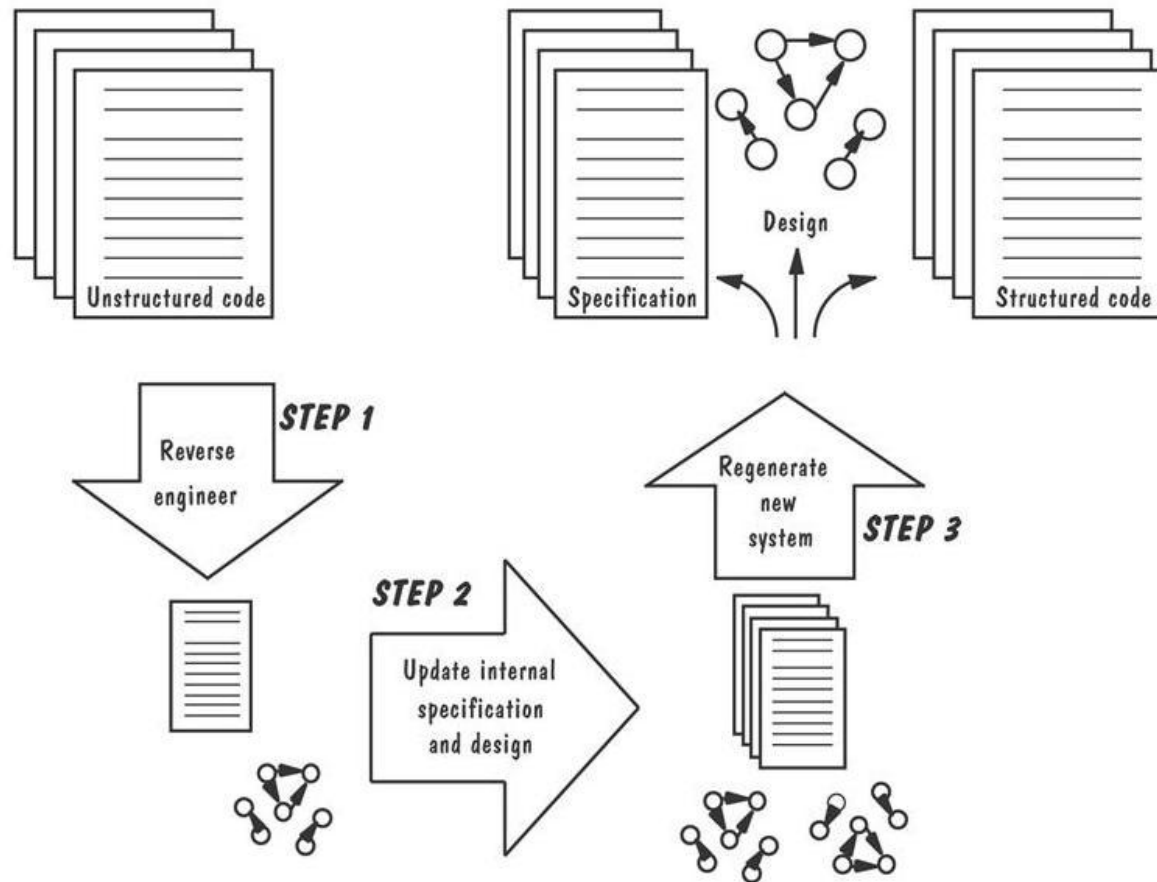 Unstructured code
Specification
Design
Structured code
STEP 1
Reverse
engineer
STEP 2
Update internal
specification
and design
Regenerate
new
system
STEP 3